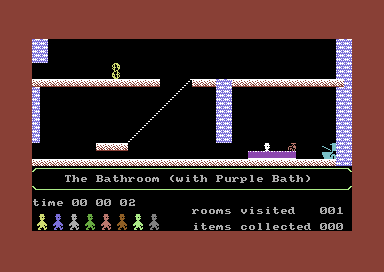 The Bathroom (with Purple Bath)
time 00 00 02
rooms visited 001
items collected 000